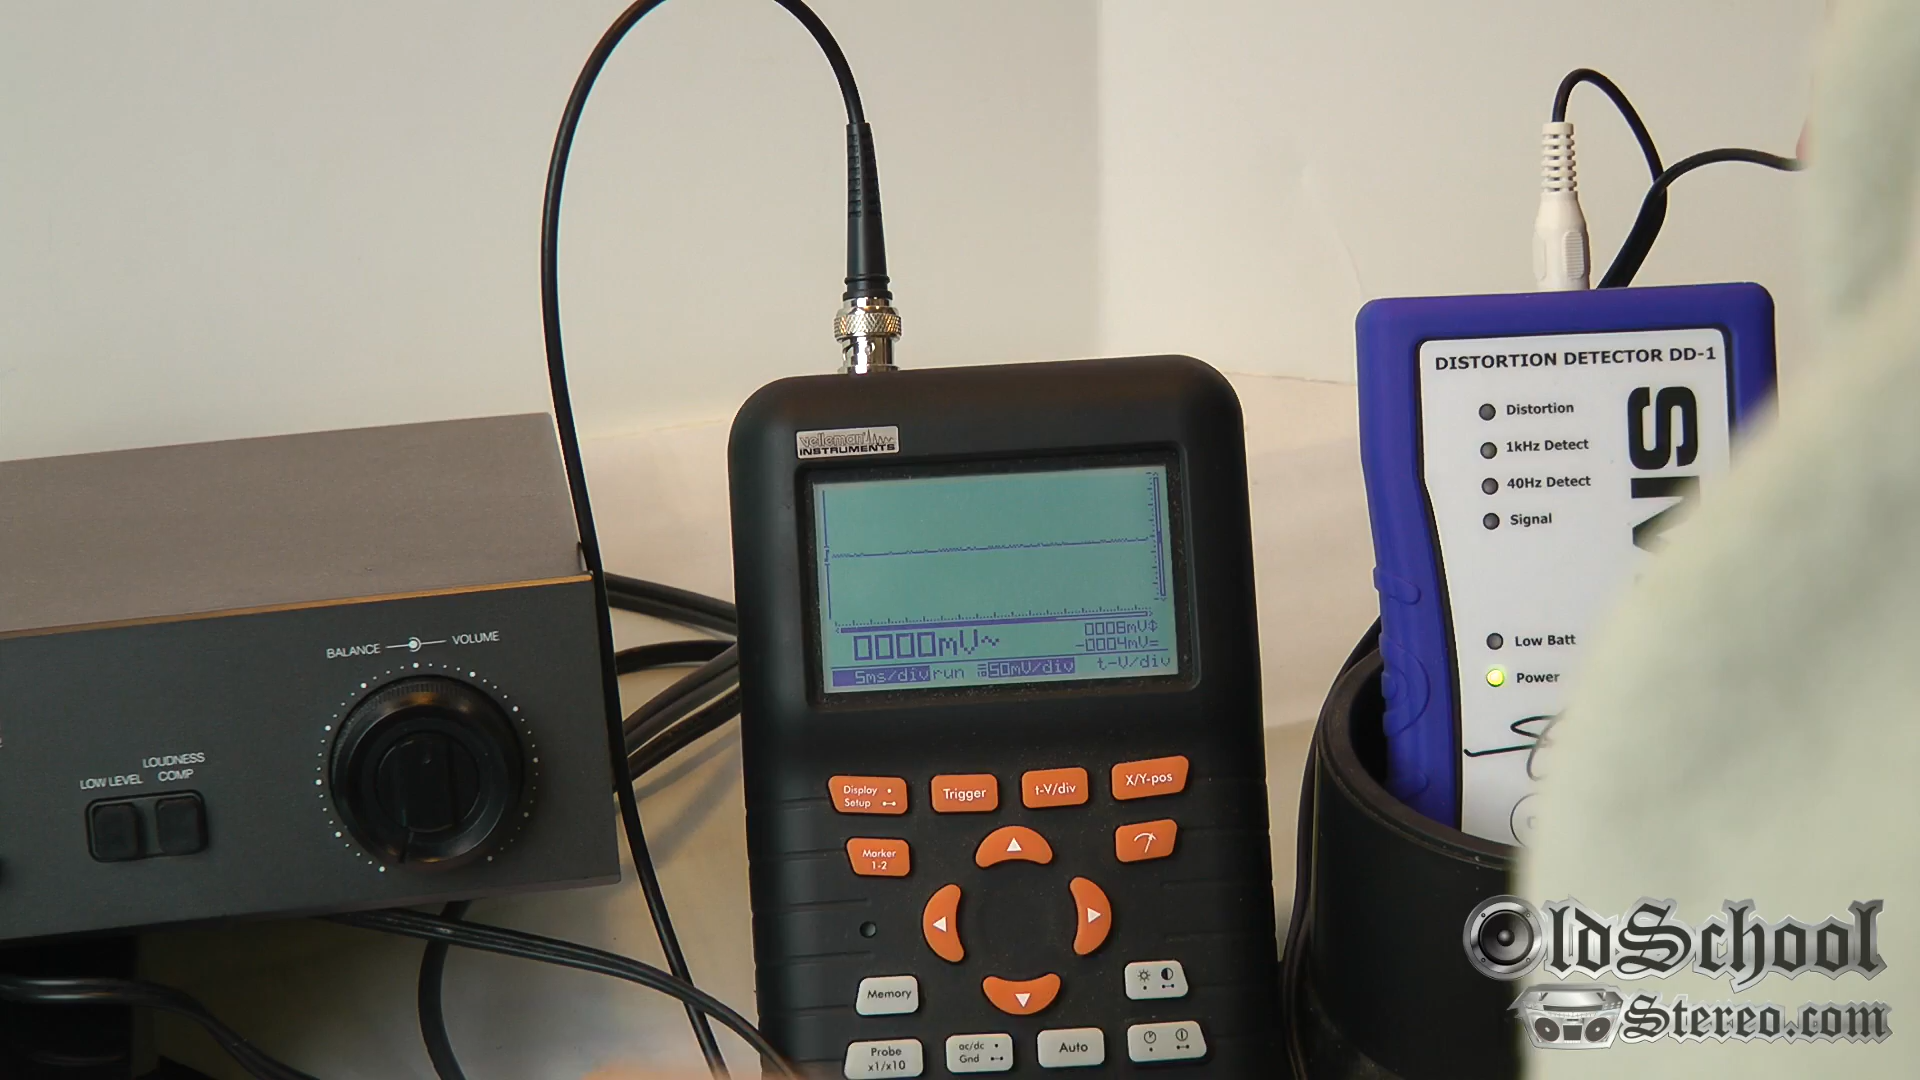 BALANCE
VOLUME
LOW LEVEL
LOUDNESS
COMP
velleman
INSTRUMENTS
0000mV~
0006mV
-0004mV=
5ms/div run 50mV/div t-V/div
Display
Setup
Trigger
t-V/div
X/Y-pos
Marker
1-2
Memory
Probe
x1/x10
ac/dc
Gnd
Auto
DISTORTION DETECTOR DD-1
Distortion
1kHz Detect
40Hz Detect
Signal
Low Batt
Power
OldSchool
Stereo.com